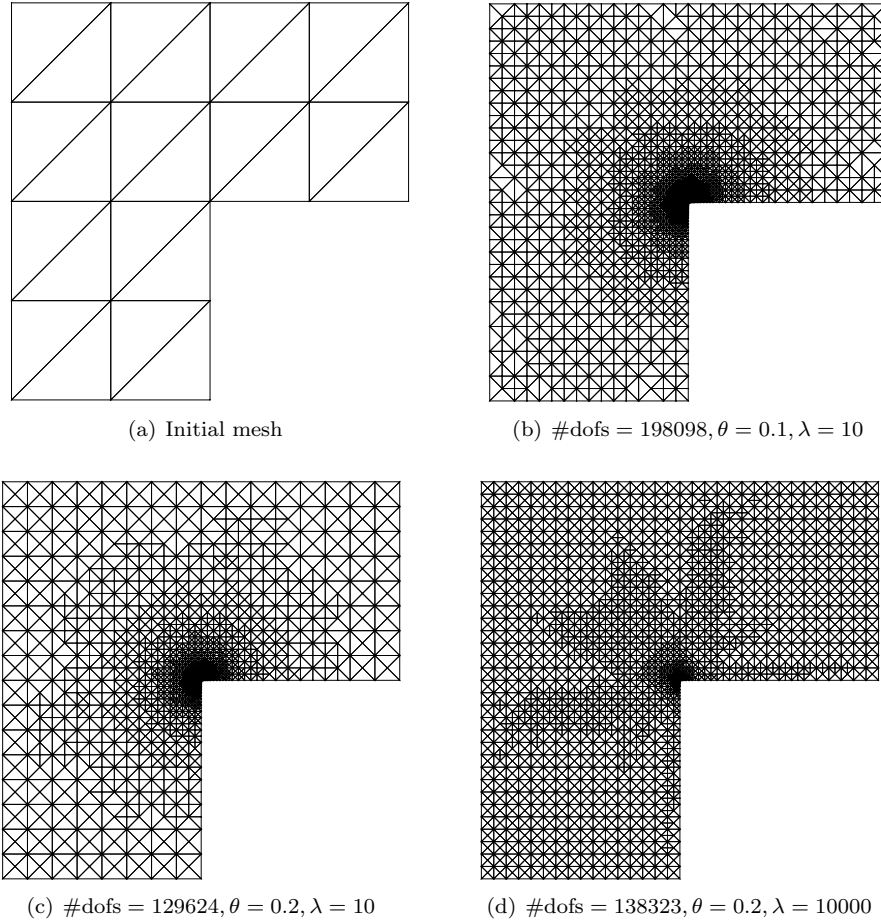 (a) Initial mesh
(b) #dofs = 198098, θ = 0.1, λ = 10
(c) #dofs = 129624, θ = 0.2, λ = 10
(d) #dofs = 138323, θ = 0.2, λ = 10000